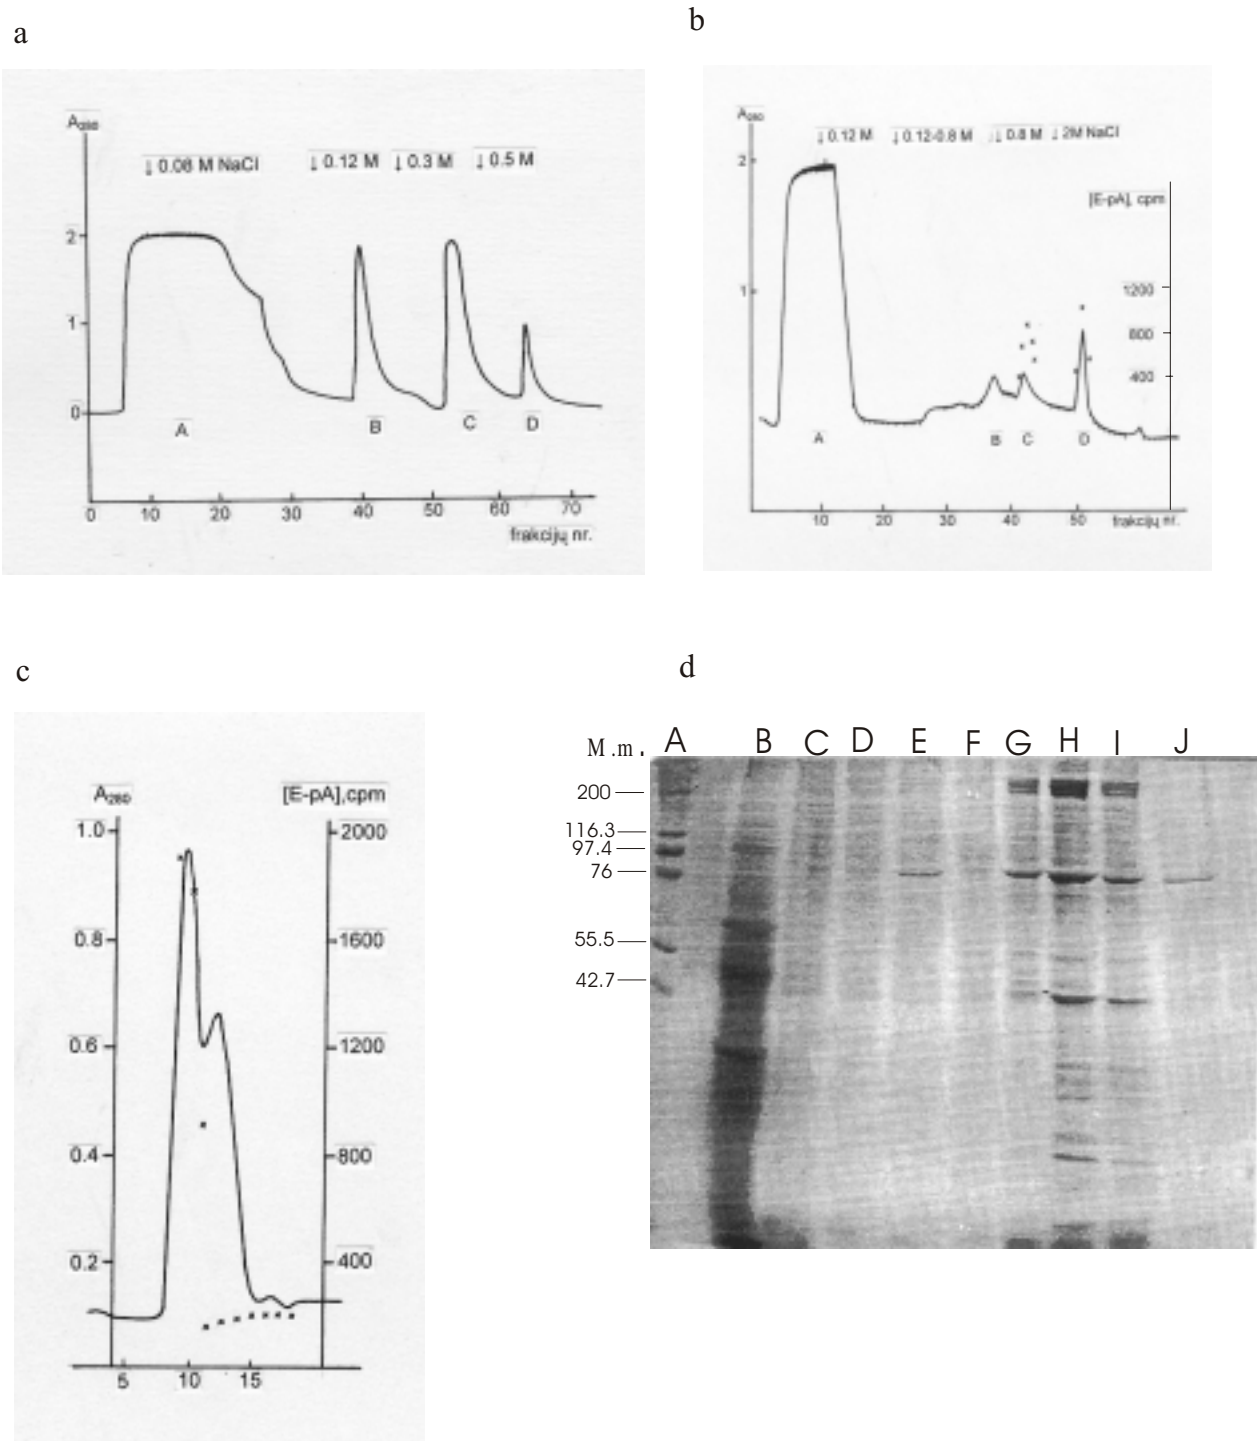 a
A₂₈₀
↓ 0.08 M NaCl ↓ 0.12 M ↓ 0.3 M ↓ 0.5 M
2
1
0
A B C D
0 10 20 30 40 50 60 70
frakcijų nr.
b
A₂₈₀
↓ 0.12 M ↓ 0.12-0.8 M ↓ 0.8 M ↓ 2M NaCl
2
[E-pA], cpm
1
1200
800
400
A B C D
10 20 30 40 50 frakcijų nr.
c
A₂₈₀ [E-pA],cpm
1.0 2000
0.8 1600
0.6 1200
0.4 800
0.2 400
5 10 15
d
M.m. A B C D E F G H I J
200
116.3
97.4
76
55.5
42.7